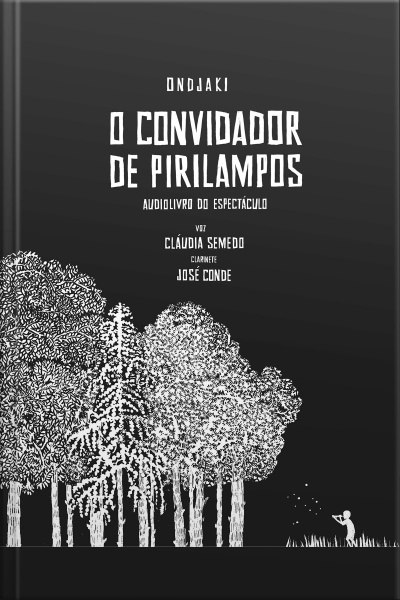 ONDJAKI
O CONVIDADOR
DE PIRILAMPOS
AUDIOLIVRO DO ESPECTÁCULO
VOZ
CLÁUDIA SEMEDO
CLARINETE
JOSÉ CONDE